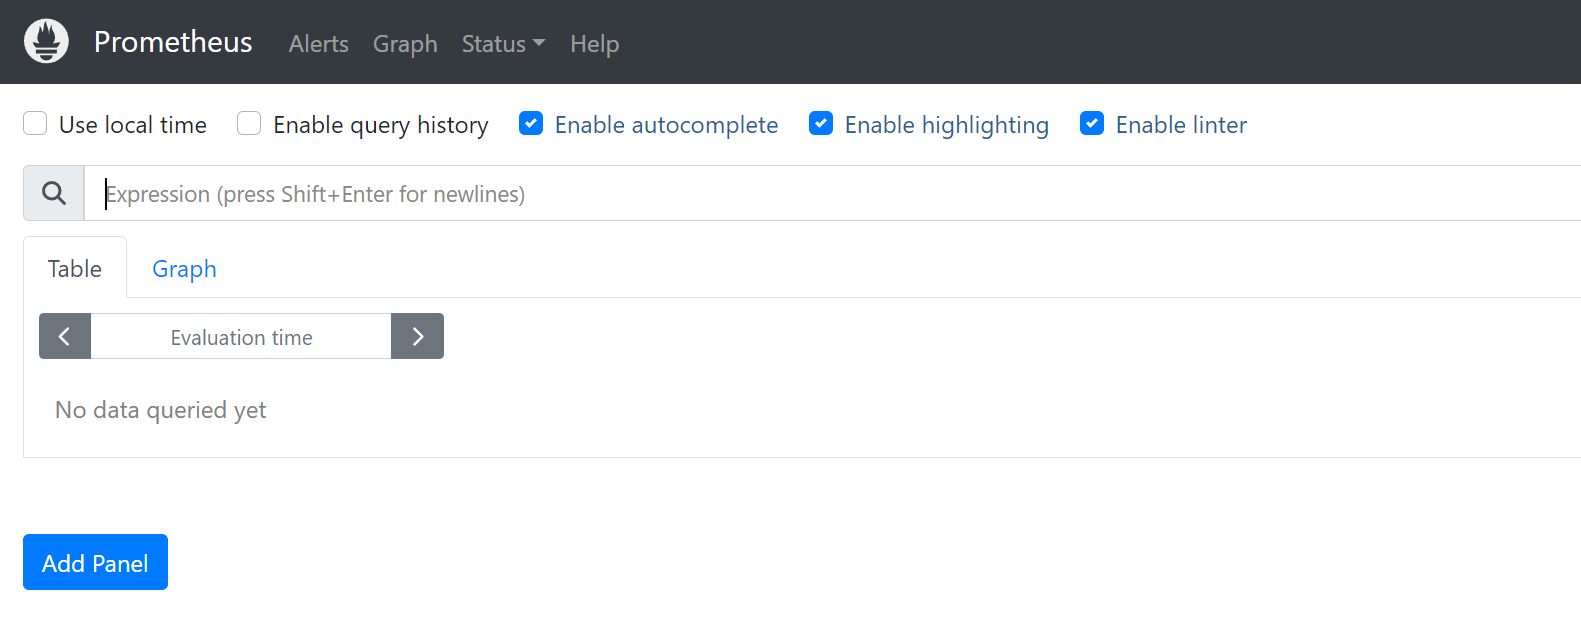 Prometheus Alerts Graph Status Help
Use local time Enable query history Enable autocomplete Enable highlighting Enable linter
Expression (press Shift+Enter for newlines)
Table Graph
Evaluation time
No data queried yet
Add Panel